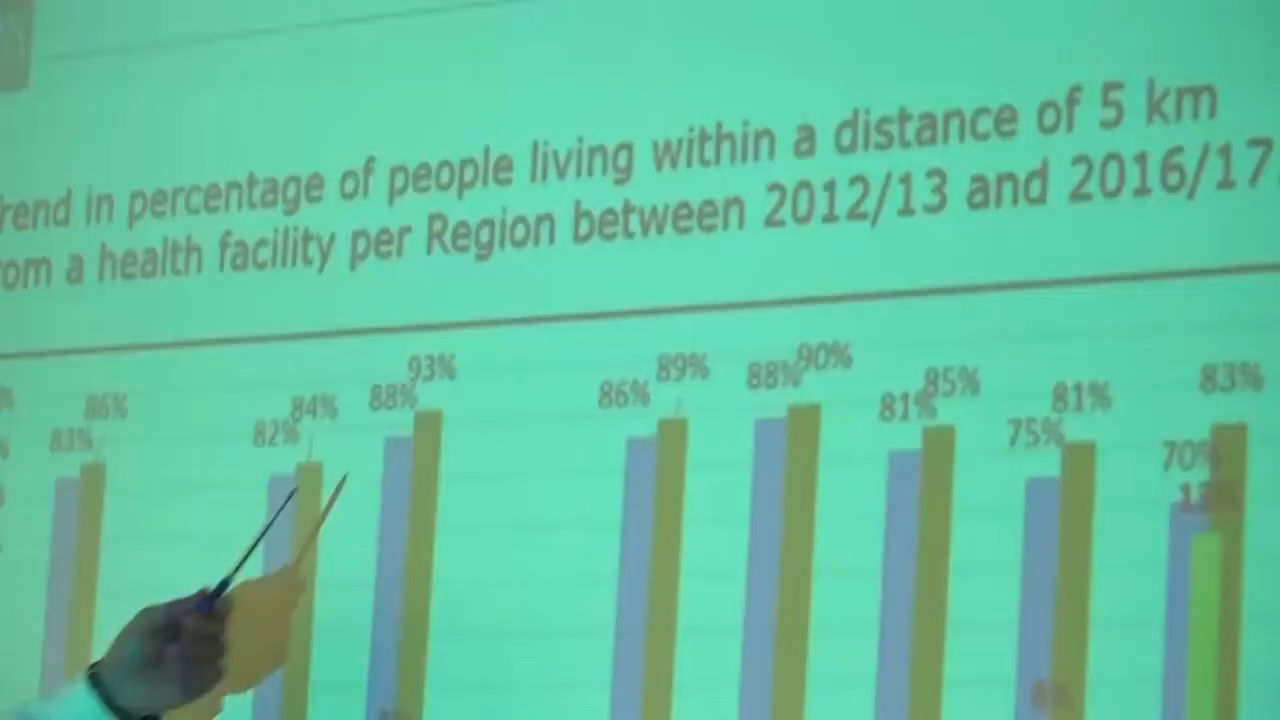 rend in percentage of people living within a distance of 5 km
om a health facility per Region between 2012/13 and 2016/17
83% 86% 82% 84% 88% 93% 86% 89% 88% 90% 81% 85% 75% 81% 70% 83%